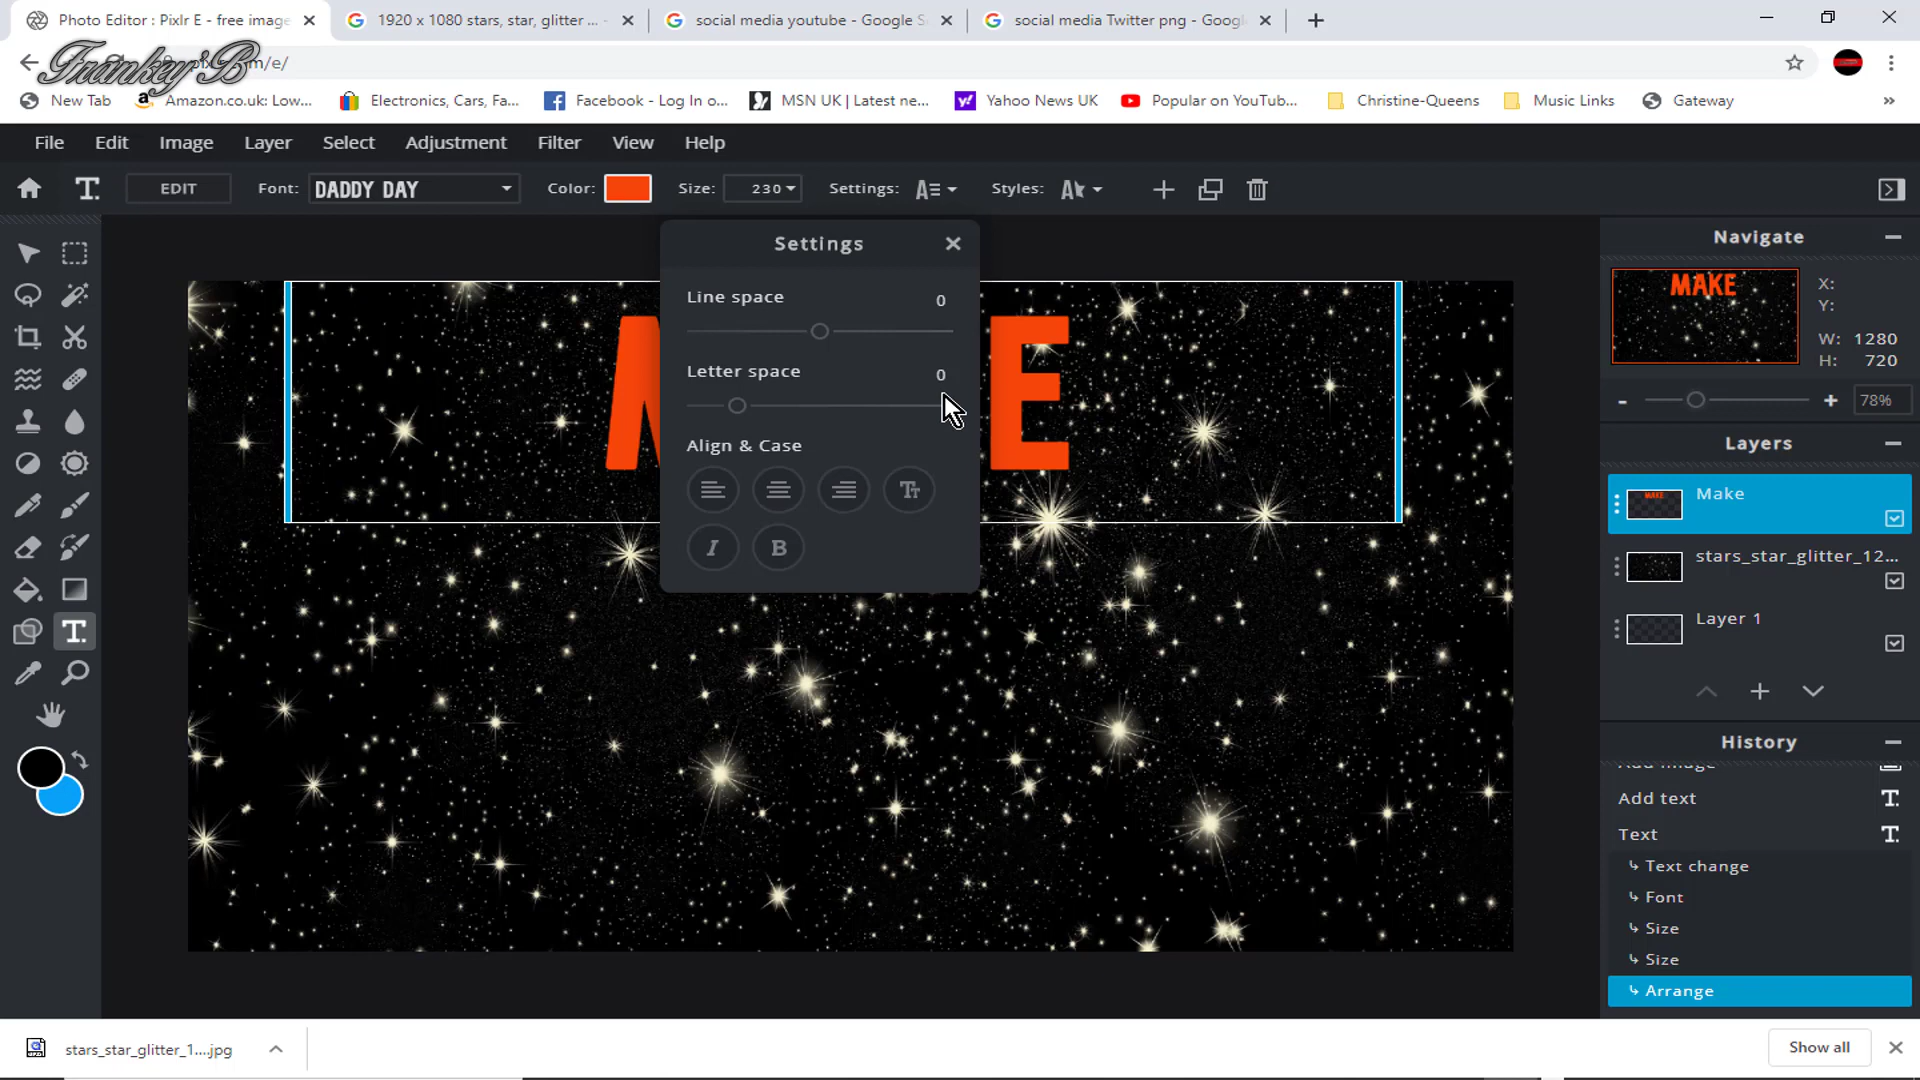 Photo Editor : Pixlr E - free image
1920 x 1080 stars, star, glitter ... -
social media youtube - Google S
social media Twitter png - Googl
Frankey'B
m/e/
New Tab
Amazon.co.uk: Low...
Electronics, Cars, Fa...
Facebook - Log In o...
MSN UK | Latest ne...
Yahoo News UK
Popular on YouTub...
Christine-Queens
Music Links
Gateway
»
File Edit Image Layer Select Adjustment Filter View Help
EDIT
Font: DADDY DAY
Color:
Size: 230
Settings:
Styles:
Settings
Line space 0
Letter space 0
Align & Case
I B
M E
Navigate
MAKE
X:
Y:
W: 1280
H: 720
- + 78%
Layers
Make
stars_star_glitter_12...
Layer 1
History
Add image
Add text
Text
Text change
Font
Size
Size
Arrange
stars_star_glitter_1....jpg
Show all